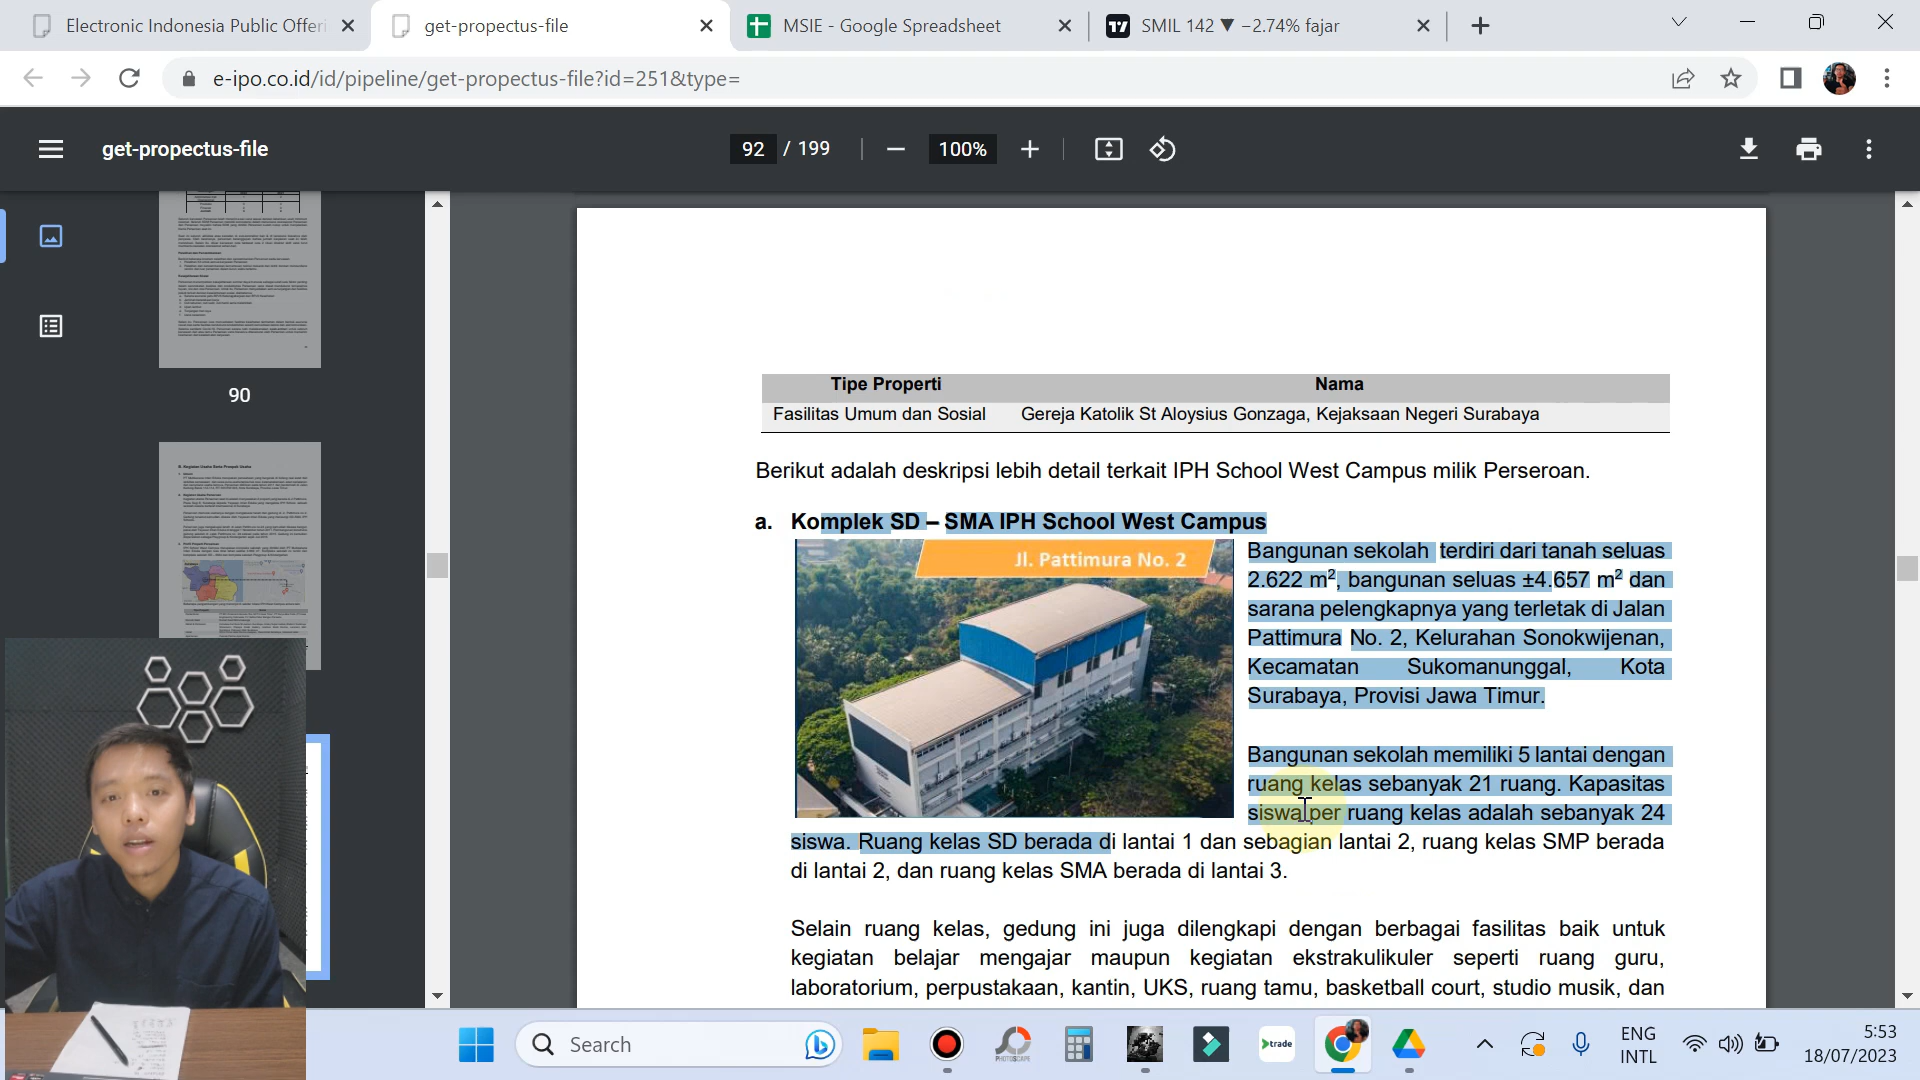 Electronic Indonesia Public Offeri
get-propectus-file
MSIE - Google Spreadsheet
SMIL 142 ▼ −2.74% fajar
e-ipo.co.id/id/pipeline/get-propectus-file?id=251&type=
get-propectus-file
92 / 199
100%
90
Tipe Properti Nama
Fasilitas Umum dan Sosial Gereja Katolik St Aloysius Gonzaga, Kejaksaan Negeri Surabaya
Berikut adalah deskripsi lebih detail terkait IPH School West Campus milik Perseroan.
a. Komplek SD – SMA IPH School West Campus
Jl. Pattimura No. 2
Bangunan sekolah terdiri dari tanah seluas
2.622 m², bangunan seluas ±4.657 m² dan
sarana pelengkapnya yang terletak di Jalan
Pattimura No. 2, Kelurahan Sonokwijenan,
Kecamatan Sukomanunggal, Kota
Surabaya, Provisi Jawa Timur.
Bangunan sekolah memiliki 5 lantai dengan
ruang kelas sebanyak 21 ruang. Kapasitas
siswa per ruang kelas adalah sebanyak 24
siswa. Ruang kelas SD berada di lantai 1 dan sebagian lantai 2, ruang kelas SMP berada
di lantai 2, dan ruang kelas SMA berada di lantai 3.
Selain ruang kelas, gedung ini juga dilengkapi dengan berbagai fasilitas baik untuk
kegiatan belajar mengajar maupun kegiatan ekstrakulikuler seperti ruang guru,
laboratorium, perpustakaan, kantin, UKS, ruang tamu, basketball court, studio musik, dan
Search
PHOTOSCAPE
trade
ENG
INTL
5:53
18/07/2023